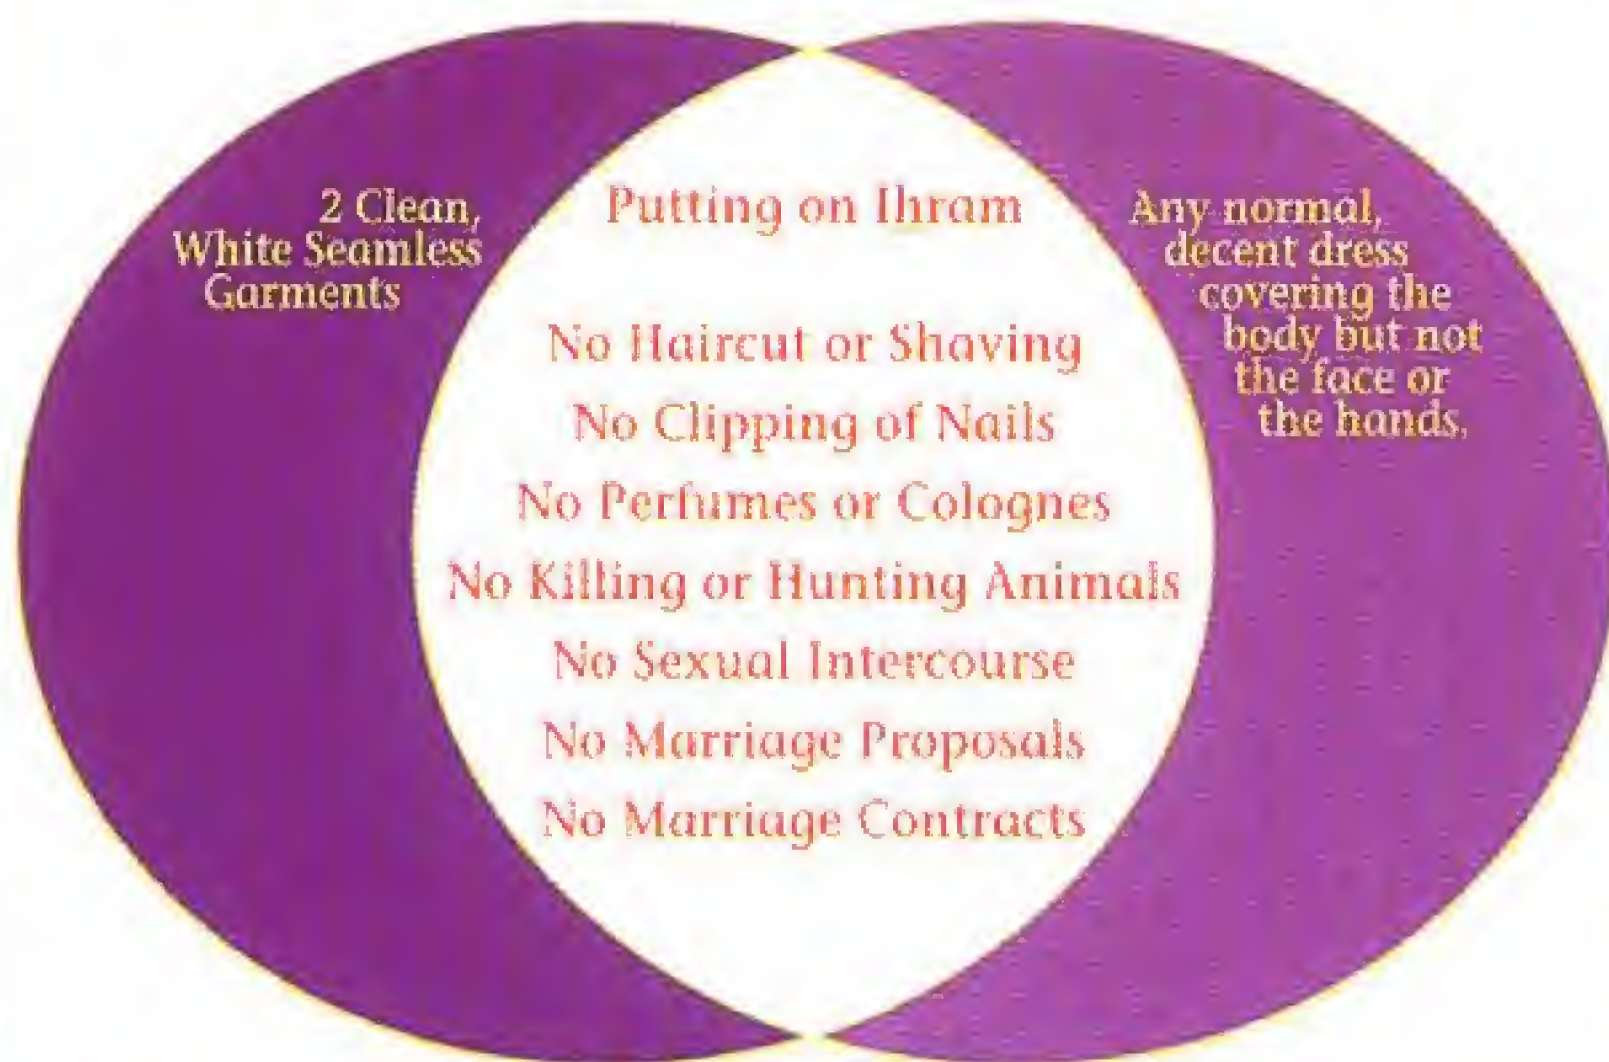 2 Clean,
White Seamless
Garments
Putting on Ihram
No Haircut or Shaving
No Clipping of Nails
No Perfumes or Colognes
No Killing or Hunting Animals
No Sexual Intercourse
No Marriage Proposals
No Marriage Contracts
Any normal,
decent dress
covering the
body but not
the face or
the hands.